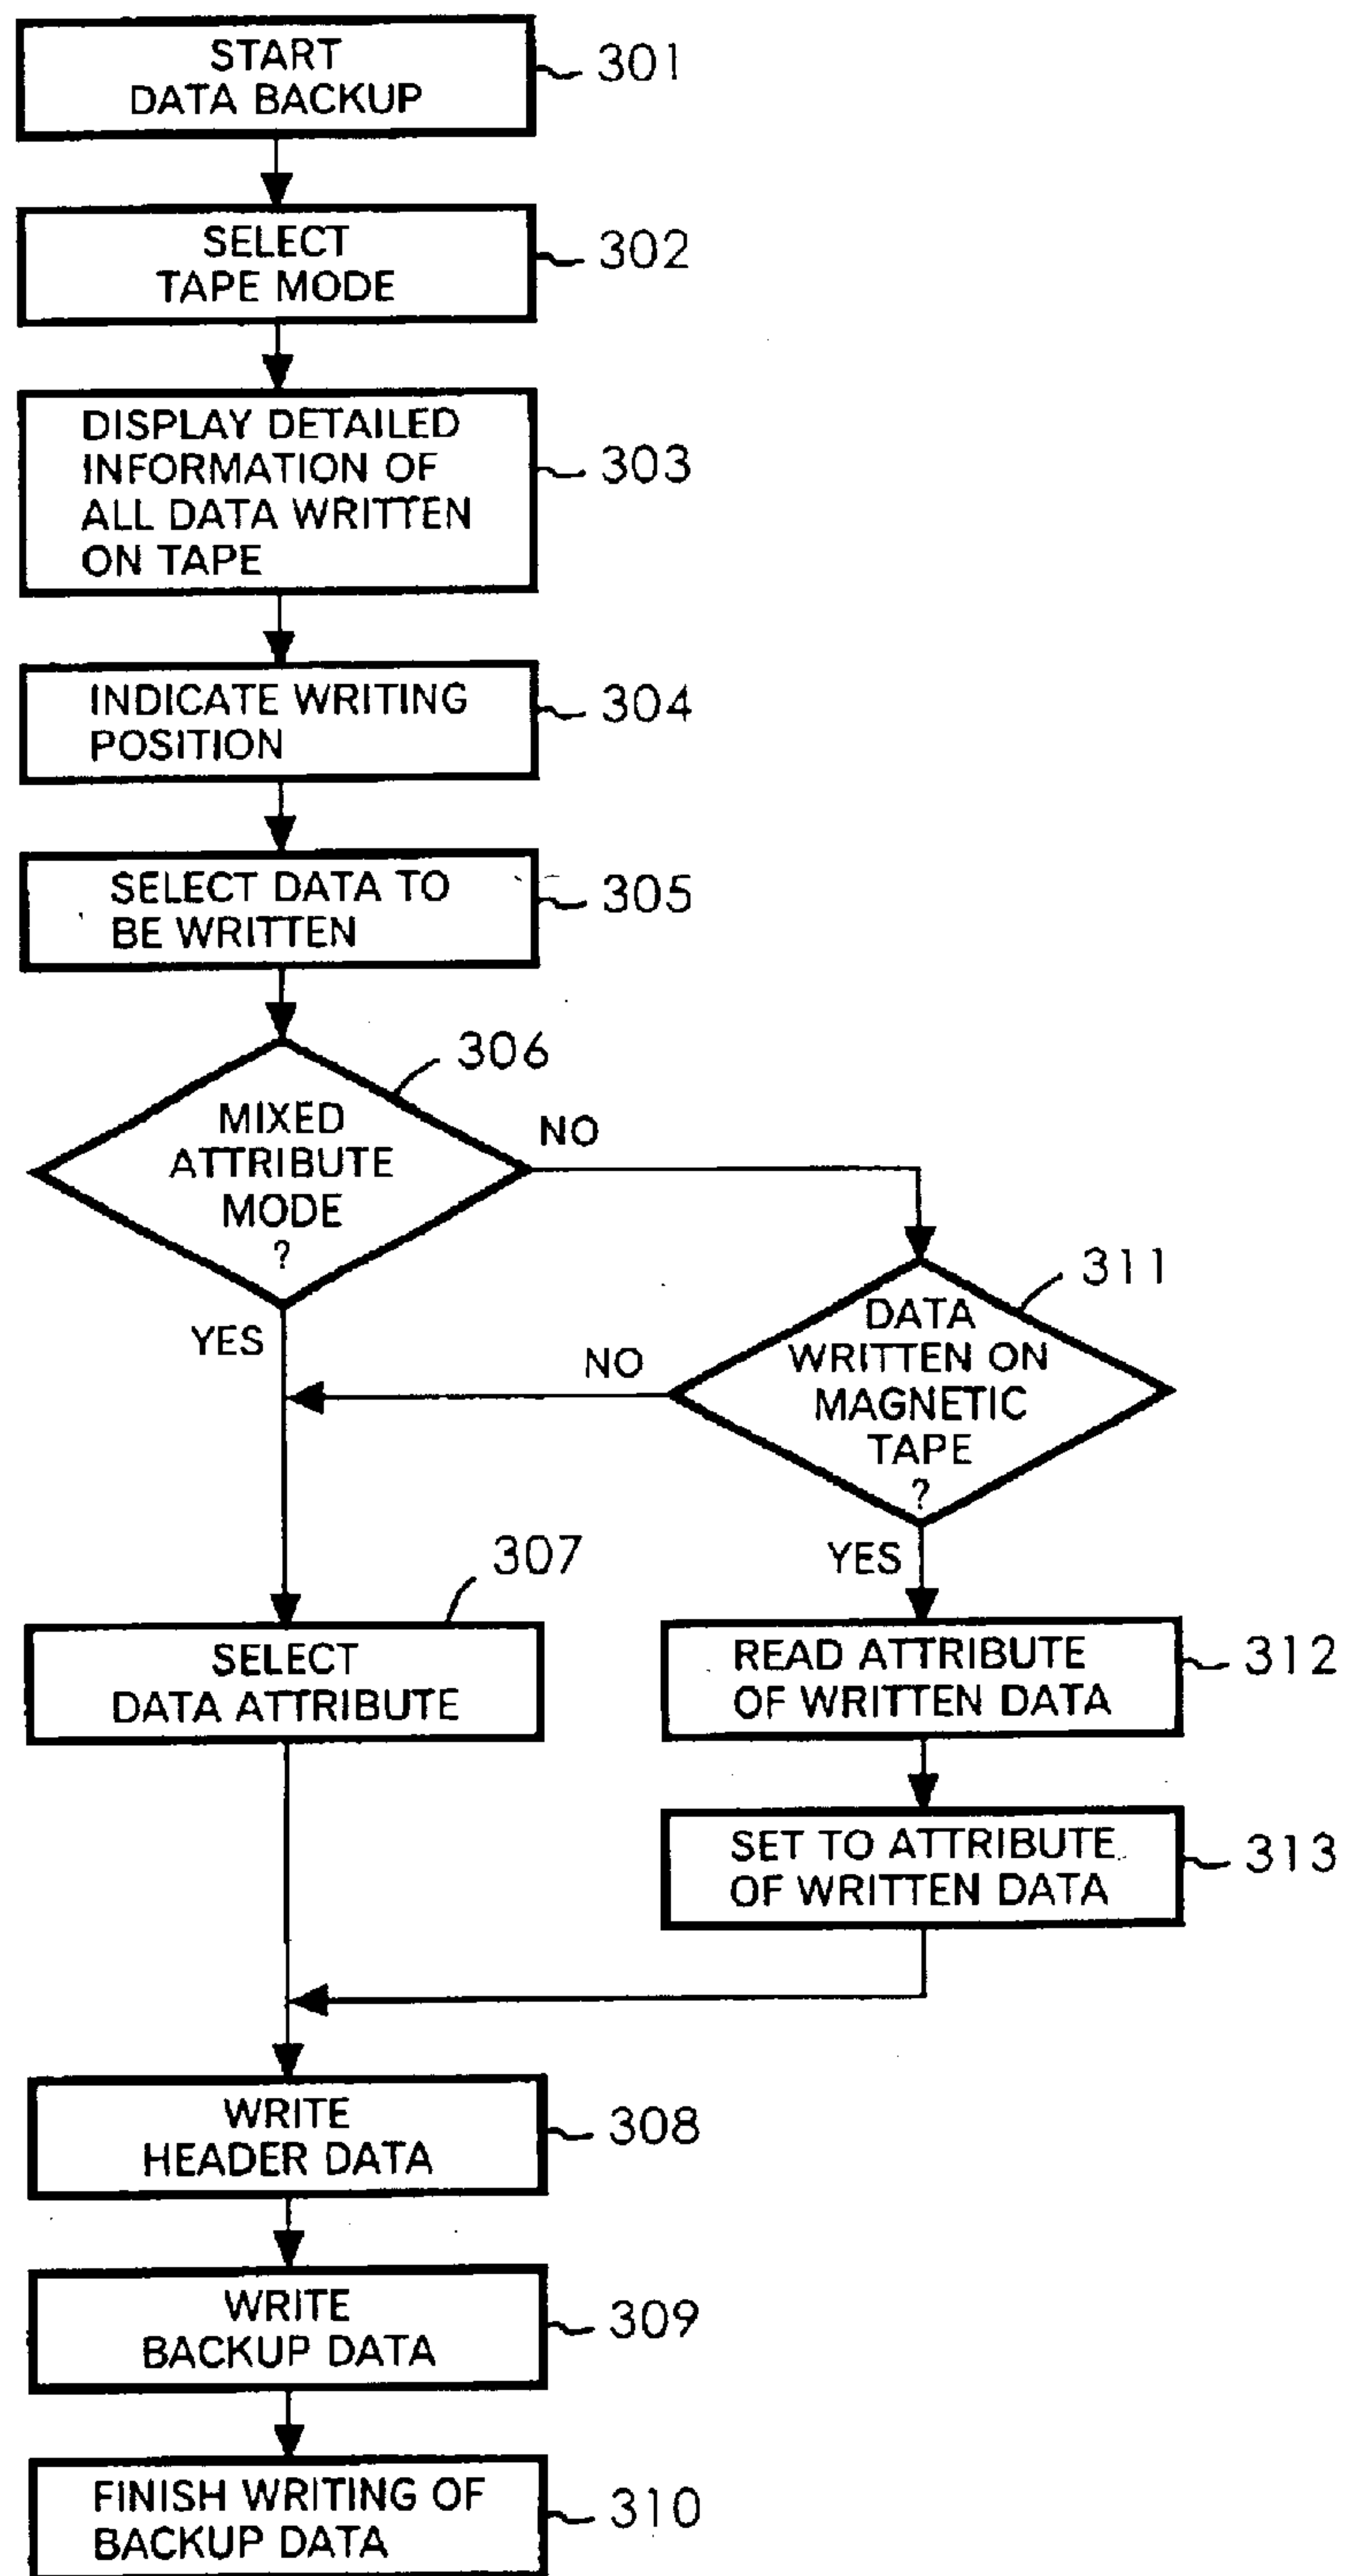 START
DATA BACKUP
301
SELECT
TAPE MODE
302
DISPLAY DETAILED
INFORMATION OF
ALL DATA WRITTEN
ON TAPE
303
INDICATE WRITING
POSITION
304
SELECT DATA TO
BE WRITTEN
305
306
MIXED
ATTRIBUTE
MODE
?
NO
YES
311
DATA
WRITTEN ON
MAGNETIC
TAPE
?
NO
YES
307
SELECT
DATA ATTRIBUTE
READ ATTRIBUTE
OF WRITTEN DATA
312
SET TO ATTRIBUTE
OF WRITTEN DATA
313
WRITE
HEADER DATA
308
WRITE
BACKUP DATA
309
FINISH WRITING OF
BACKUP DATA
310